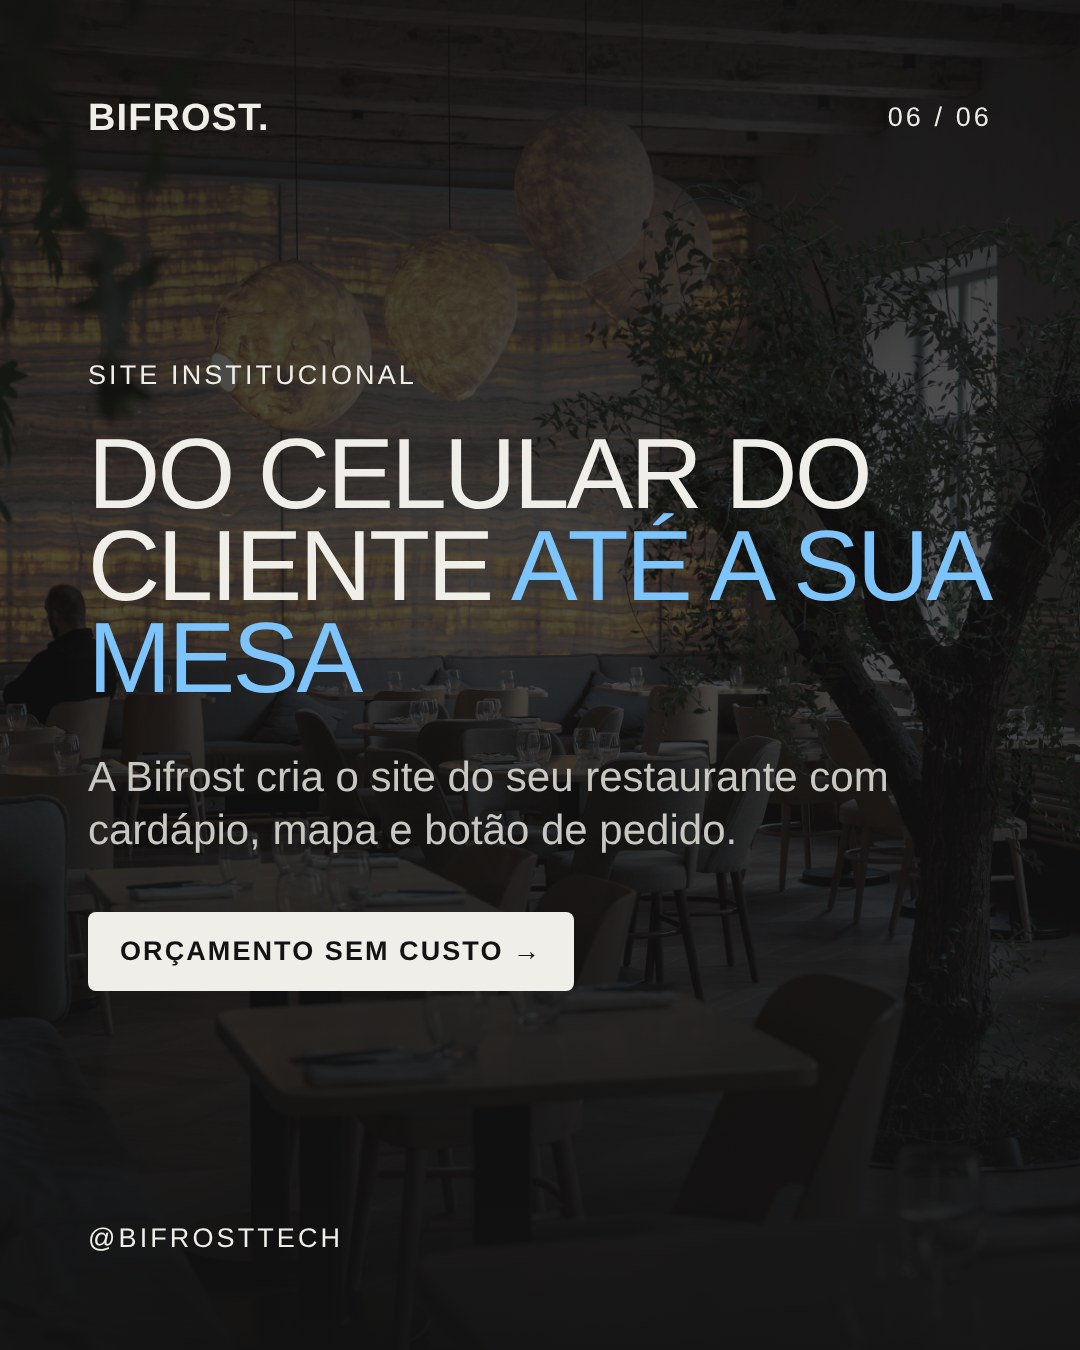 BIFROST.
06 / 06
SITE INSTITUCIONAL
DO CELULAR DO
CLIENTE ATÉ A SUA
MESA
A Bifrost cria o site do seu restaurante com
cardápio, mapa e botão de pedido.
ORÇAMENTO SEM CUSTO →
@BIFROSTTECH